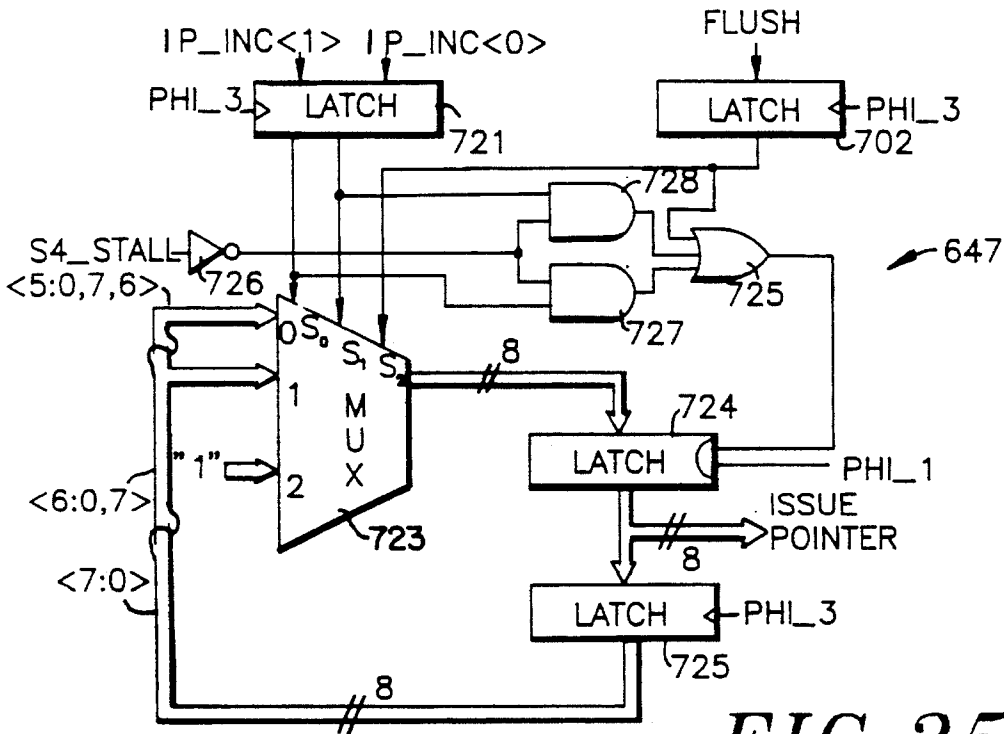 IP_INC<1> IP_INC<0>
FLUSH
PHI_3
LATCH
721
LATCH
PHI_3
702
728
S4_STALL
726
<5:0,7,6>
727
725
647
0
S₀
S₁
S₂
1
"1"
2
MUX
723
8
724
LATCH
PHI_1
<6:0,7>
ISSUE
POINTER
8
<7:0>
LATCH
PHI_3
725
8